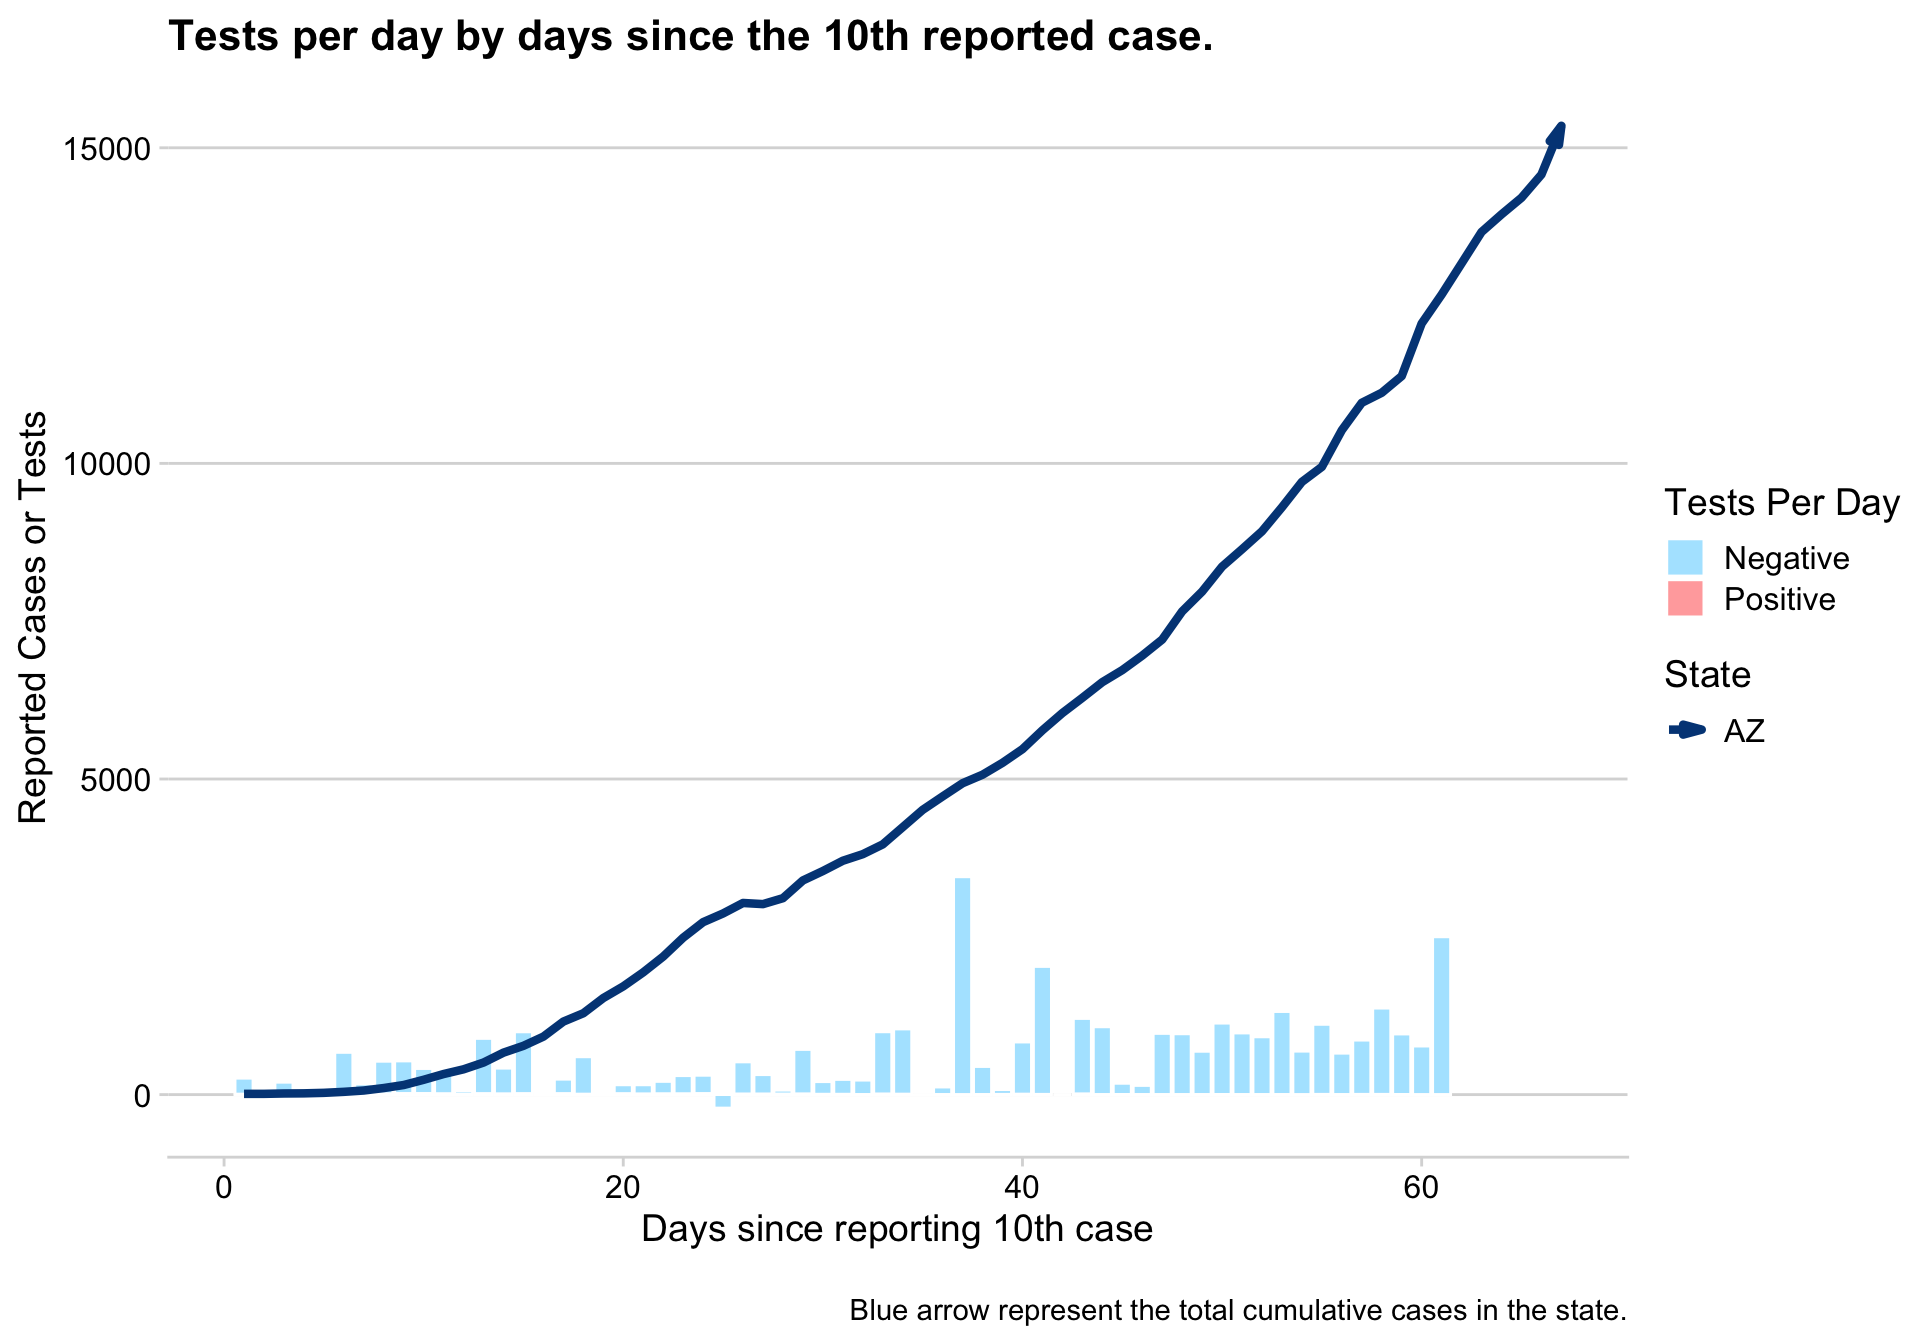 Tests per day by days since the 10th reported case.
15000
10000
5000
0
Reported Cases or Tests
0
20
40
60
Days since reporting 10th case
Tests Per Day
Negative
Positive
State
AZ
Blue arrow represent the total cumulative cases in the state.